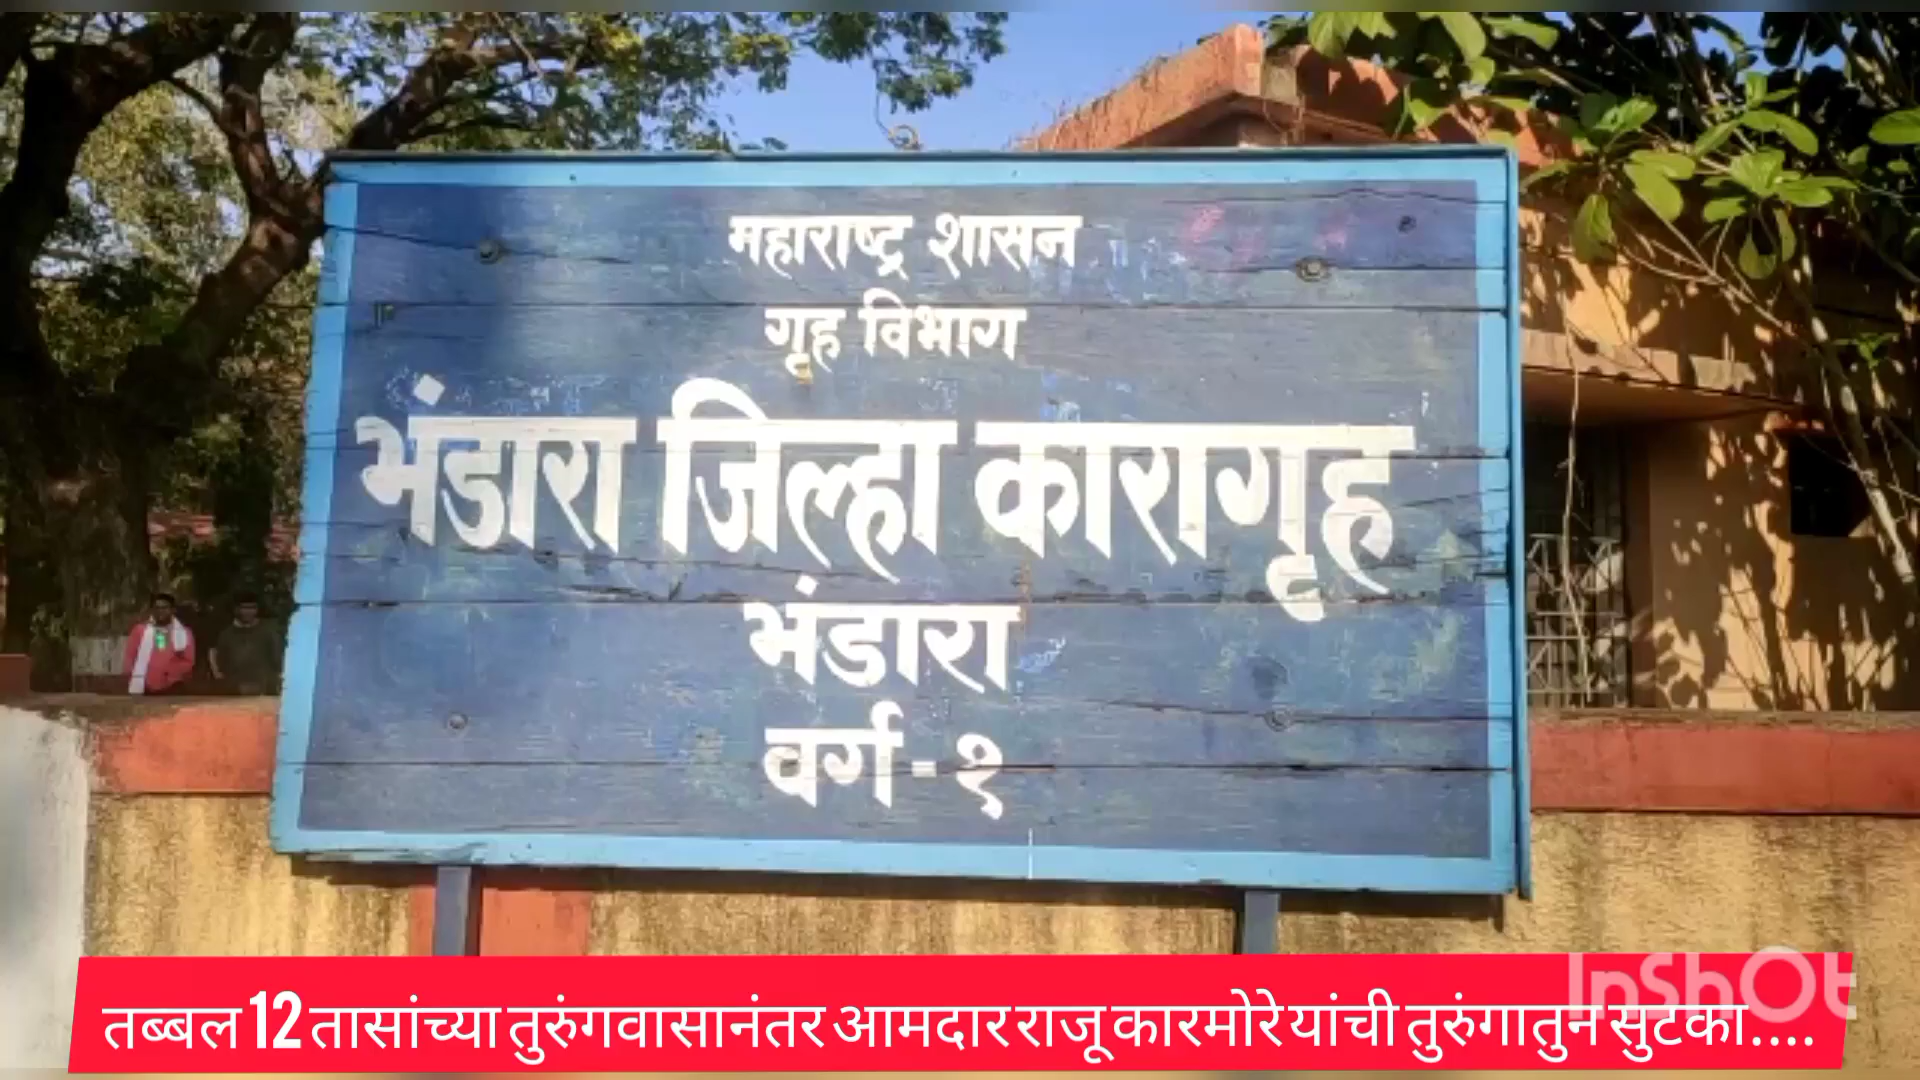 महाराष्ट्र शासन
गृह विभाग
भंडारा जिल्हा कारागृह
भंडारा
वर्ग-१
InShOt
तब्बल 12 तासांच्या तुरुंगवासानंतर आमदार राजू कारमोरे यांची तुरुंगातुन सुटका....